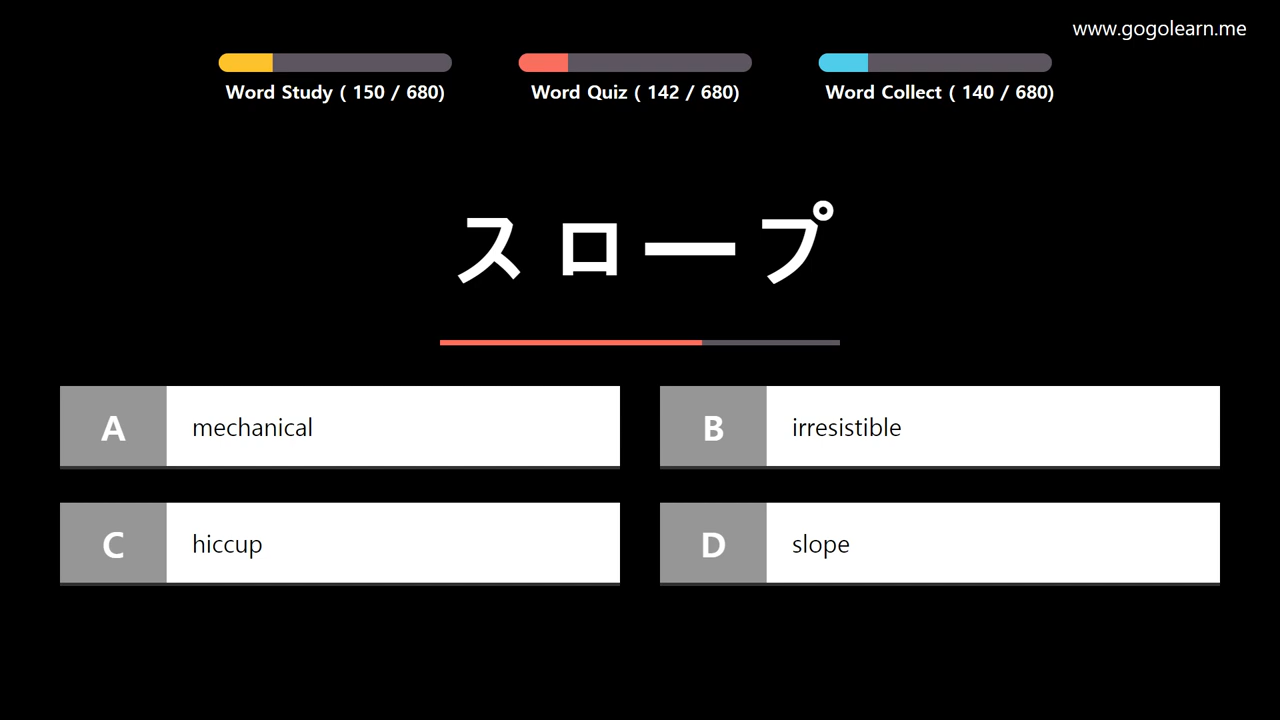 www.gogolearn.me
Word Study ( 150 / 680)
Word Quiz ( 142 / 680)
Word Collect ( 140 / 680)
スロープ
A mechanical
B irresistible
C hiccup
D slope